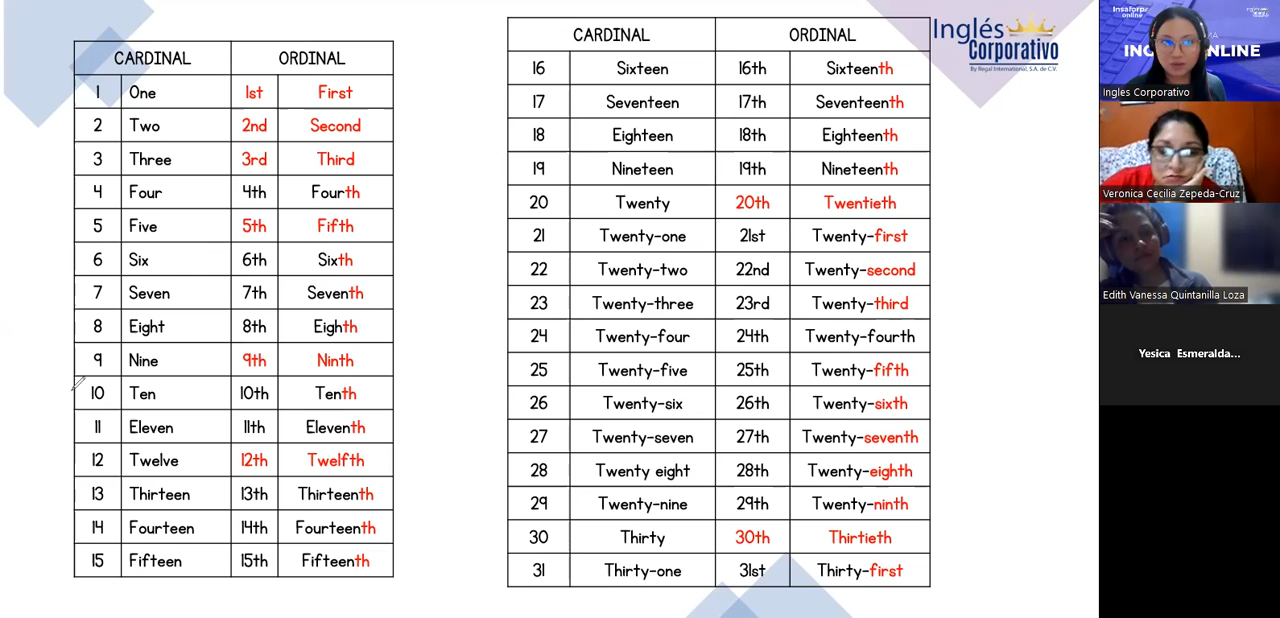 CARDINAL ORDINAL
1 One 1st First
2 Two 2nd Second
3 Three 3rd Third
4 Four 4th Fourth
5 Five 5th Fifth
6 Six 6th Sixth
7 Seven 7th Seventh
8 Eight 8th Eighth
9 Nine 9th Ninth
10 Ten 10th Tenth
11 Eleven 11th Eleventh
12 Twelve 12th Twelfth
13 Thirteen 13th Thirteenth
14 Fourteen 14th Fourteenth
15 Fifteen 15th Fifteenth
CARDINAL ORDINAL
16 Sixteen 16th Sixteenth
17 Seventeen 17th Seventeenth
18 Eighteen 18th Eighteenth
19 Nineteen 19th Nineteenth
20 Twenty 20th Twentieth
21 Twenty-one 21st Twenty-first
22 Twenty-two 22nd Twenty-second
23 Twenty-three 23rd Twenty-third
24 Twenty-four 24th Twenty-fourth
25 Twenty-five 25th Twenty-fifth
26 Twenty-six 26th Twenty-sixth
27 Twenty-seven 27th Twenty-seventh
28 Twenty eight 28th Twenty-eighth
29 Twenty-nine 29th Twenty-ninth
30 Thirty 30th Thirtieth
31 Thirty-one 31st Thirty-first
Inglés
Corporativo
By Regal International, S.A. de C.V.
Insaforp
online
ING NLINE
Ingles Corporativo
Veronica Cecilia Zepeda-Cruz
Edith Vanessa Quintanilla Loza
Yesica Esmeralda...